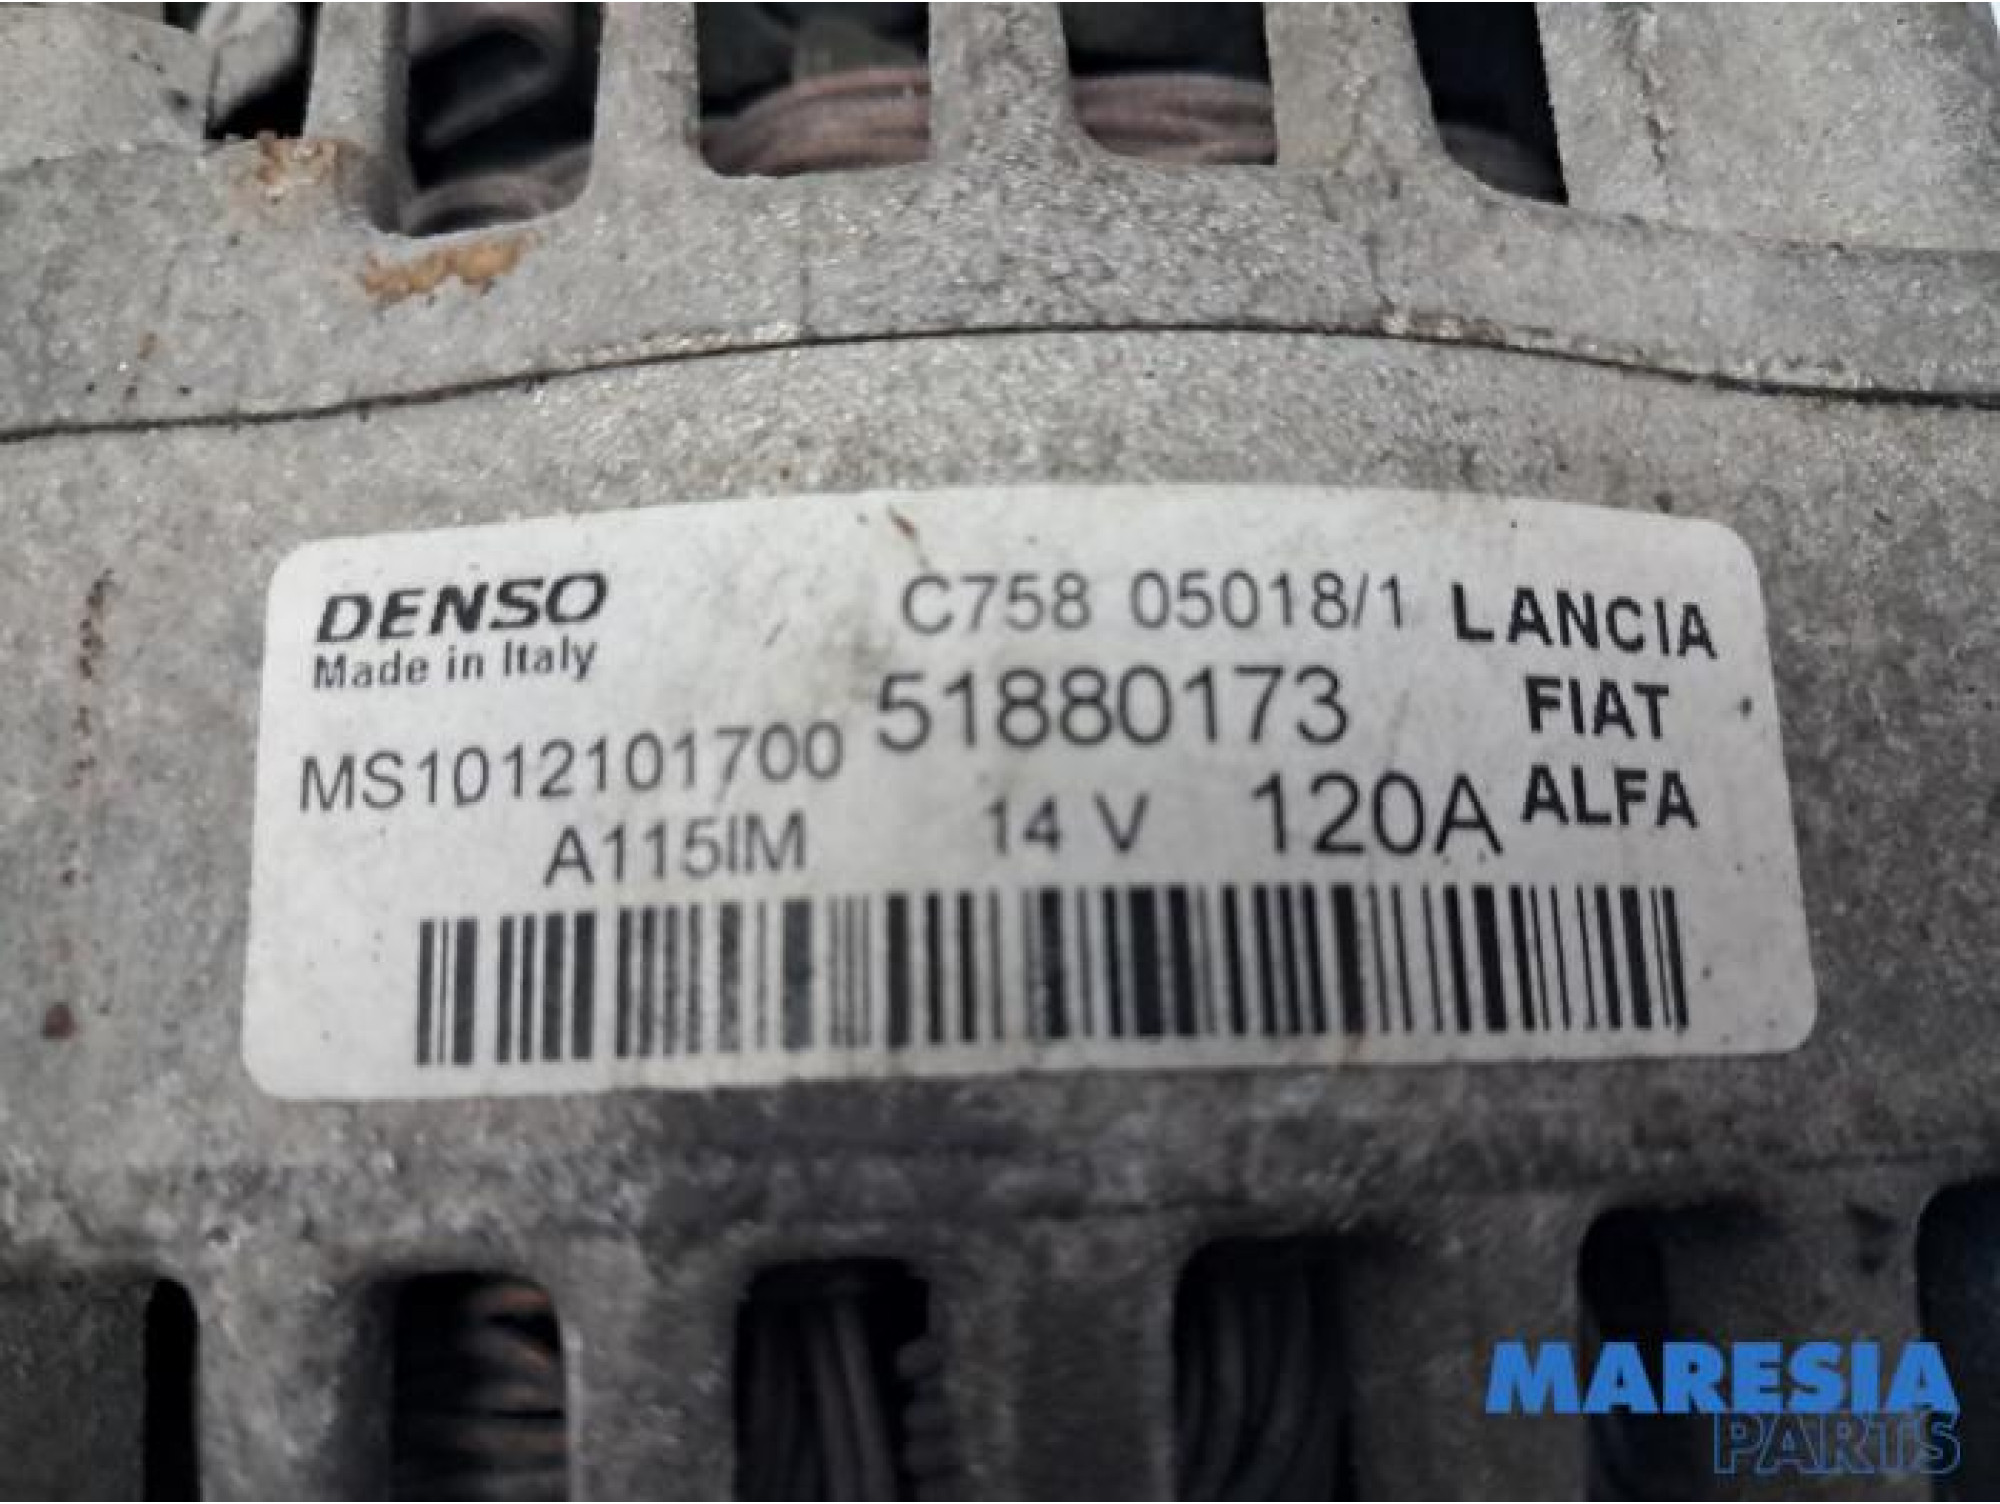 DENSO
Made in Italy
C758 05018/1
LANCIA
51880173
FIAT
MS1012101700
A115IM
14 V
120A
ALFA
MARESIA
PARTS